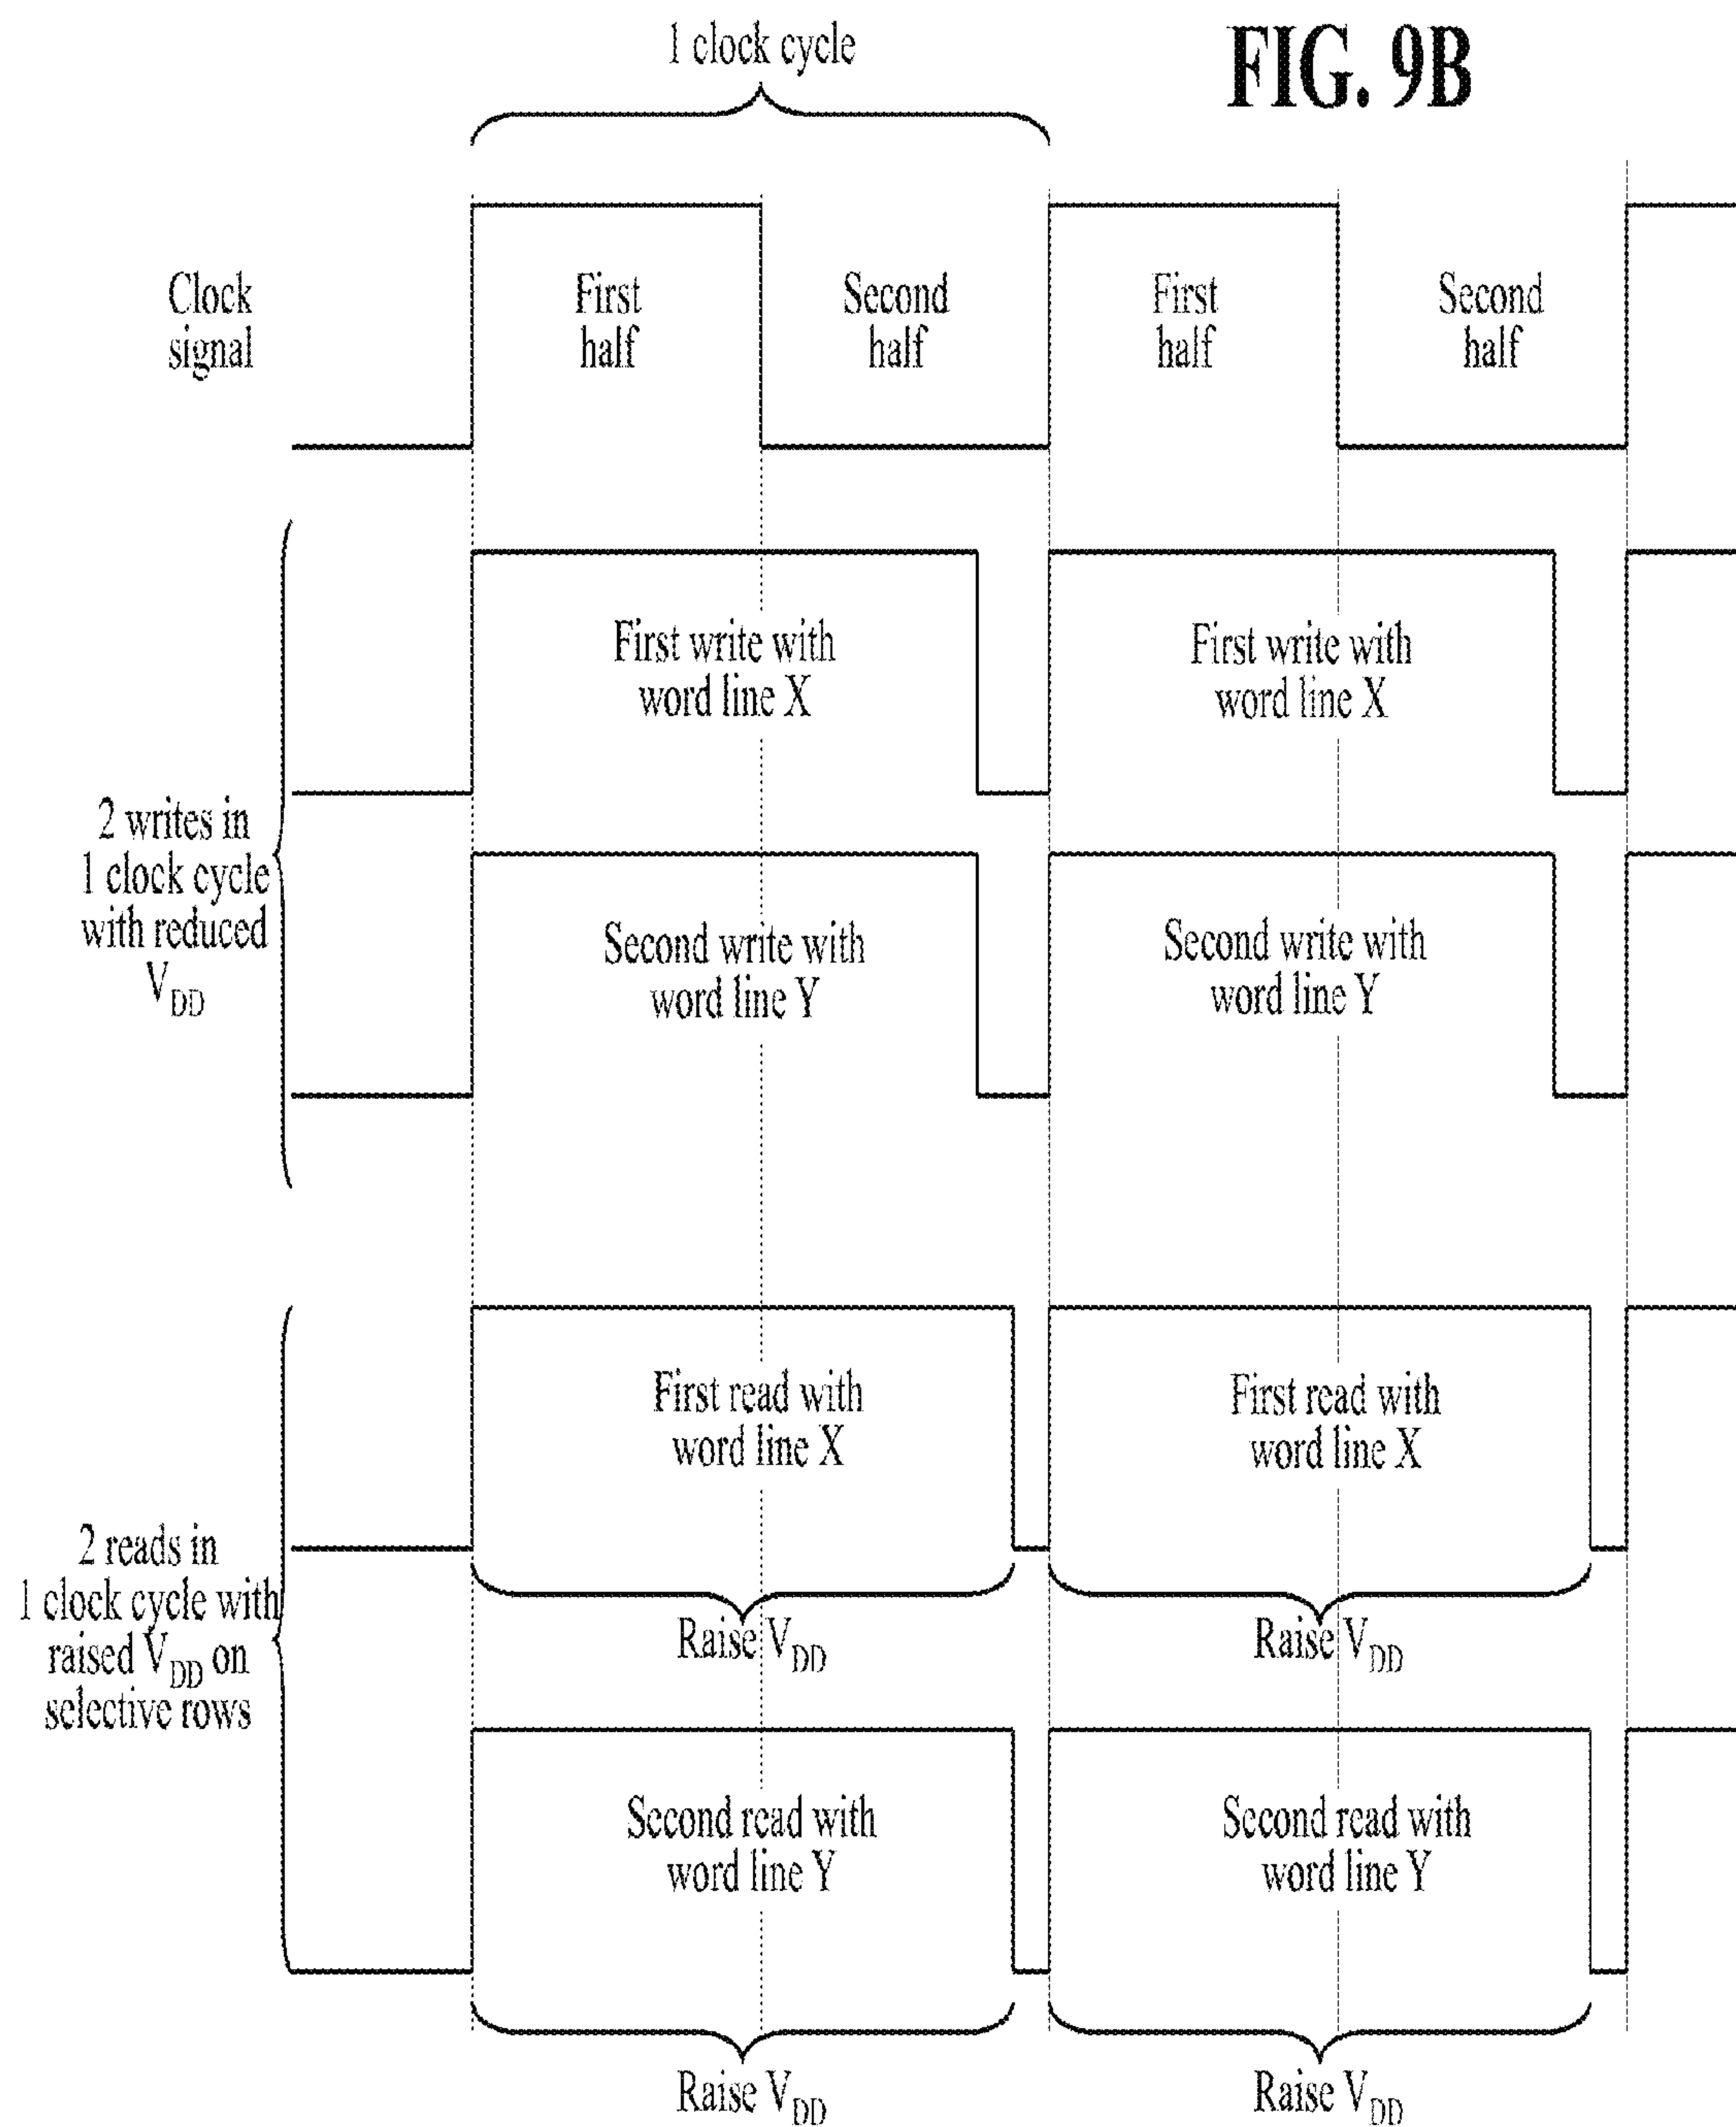 1 clock cycle
FIG. 9B
Clock
signal
First
half
Second
half
First
half
Second
half
2 writes in
1 clock cycle
with reduced
VDD
First write with
word line X
First write with
word line X
Second write with
word line Y
Second write with
word line Y
2 reads in
1 clock cycle with
raised VDD on
selective rows
First read with
word line X
First read with
word line X
Raise VDD
Raise VDD
Second read with
word line Y
Second read with
word line Y
Raise VDD
Raise VDD